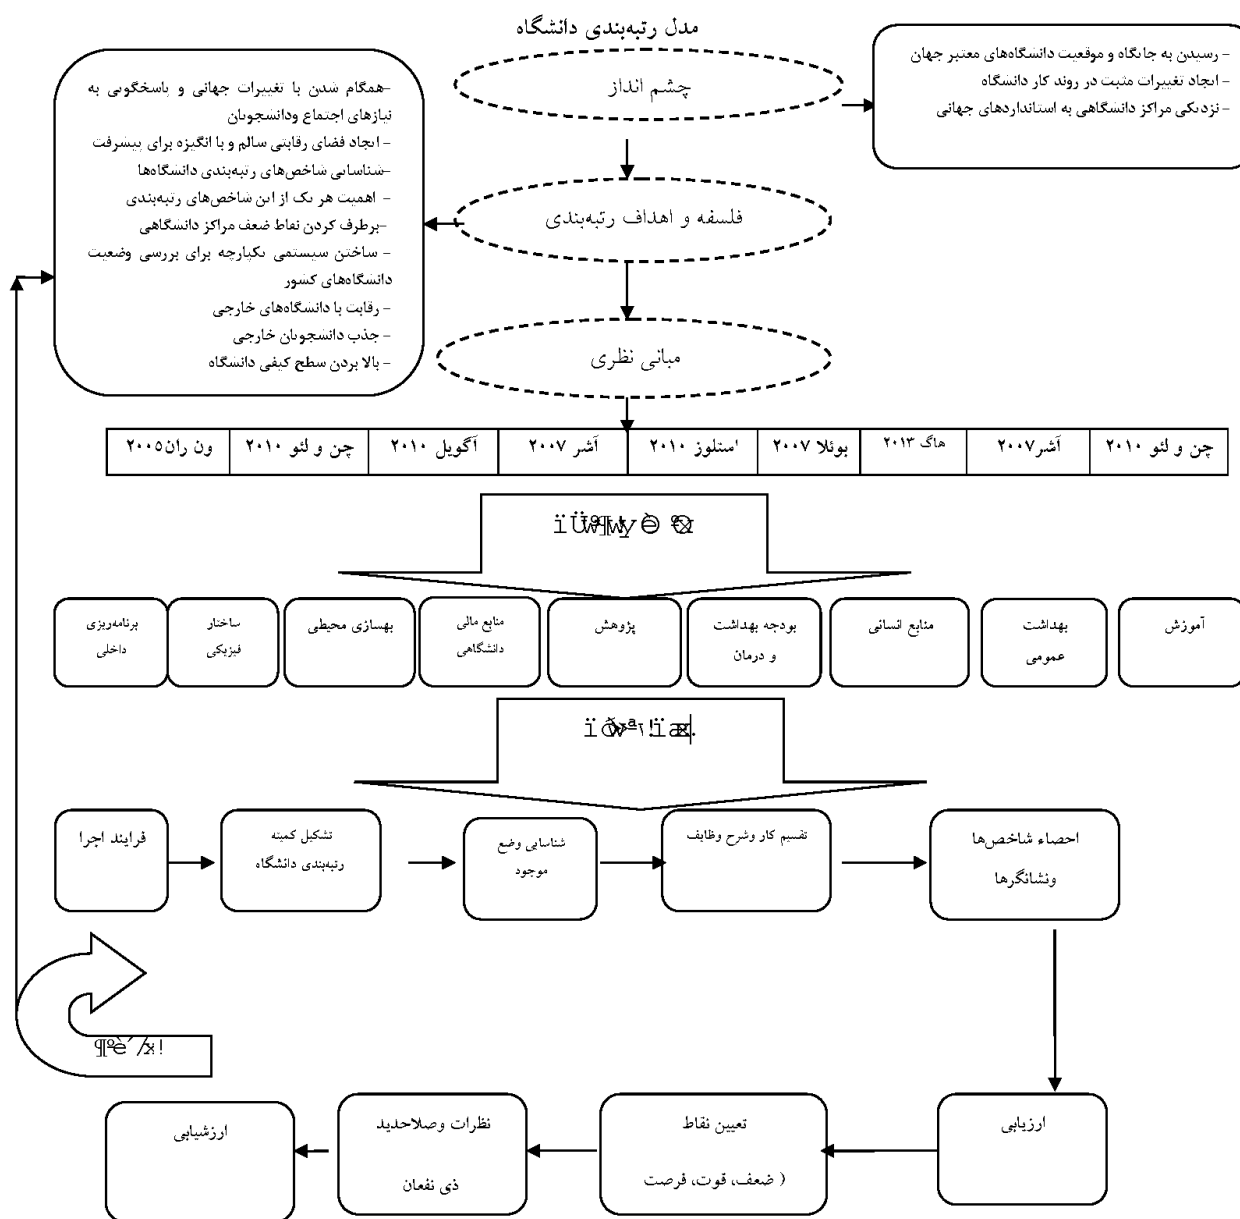 مدل رتبه‌بندی دانشگاه
چشم انداز
- رسیدن به جایگاه و موقعیت دانشگاه‌های معتبر جهان
- ایجاد تغییرات مثبت در روند کار دانشگاه
- نزدیکی مراکز دانشگاهی به استانداردهای جهانی
-همگام شدن با تغییرات جهانی و پاسخگویی به
نیازهای اجتماع ودانشجویان
- ایجاد فضای رقابتی سالم و با انگیزه برای پیشرفت
-شناسایی شاخص‌های رتبه‌بندی دانشگاه‌ها
- اهمیت هر یک از این شاخص‌های رتبه‌بندی
-برطرف کردن نقاط ضعف مراکز دانشگاهی
- ساختن سیستمی یکپارچه برای بررسی وضعیت
دانشگاه‌های کشور
- رقابت با دانشگاه‌های خارجی
- جذب دانشجویان خارجی
- بالا بردن سطح کیفی دانشگاه
فلسفه و اهداف رتبه‌بندی
مبانی نظری
چن و لئو ۲۰۱۰
آشر۲۰۰۷
هاگ ۲۰۱۳
بوئلا ۲۰۰۷
استلوز ۲۰۱۰
آشر ۲۰۰۷
آگویل ۲۰۱۰
چن و لئو ۲۰۱۰
ون ران۲۰۰۵
آموزش
بهداشت
عمومی
منابع انسانی
بودجه بهداشت
و درمان
پژوهش
منابع مالی
دانشگاهی
بهسازی محیطی
ساختار
فیزیکی
برنامه‌ریزی
داخلی
فرایند اجرا
تشکیل کمیته
رتبه‌بندی دانشگاه
شناسایی وضع
موجود
تقسیم کار وشرح وظایف
احصاء شاخص‌ها
ونشانگرها
ارزیابی
تعیین نقاط
( ضعف، قوت، فرصت
نظرات وصلاحدید
ذی نفعان
ارزشیابی